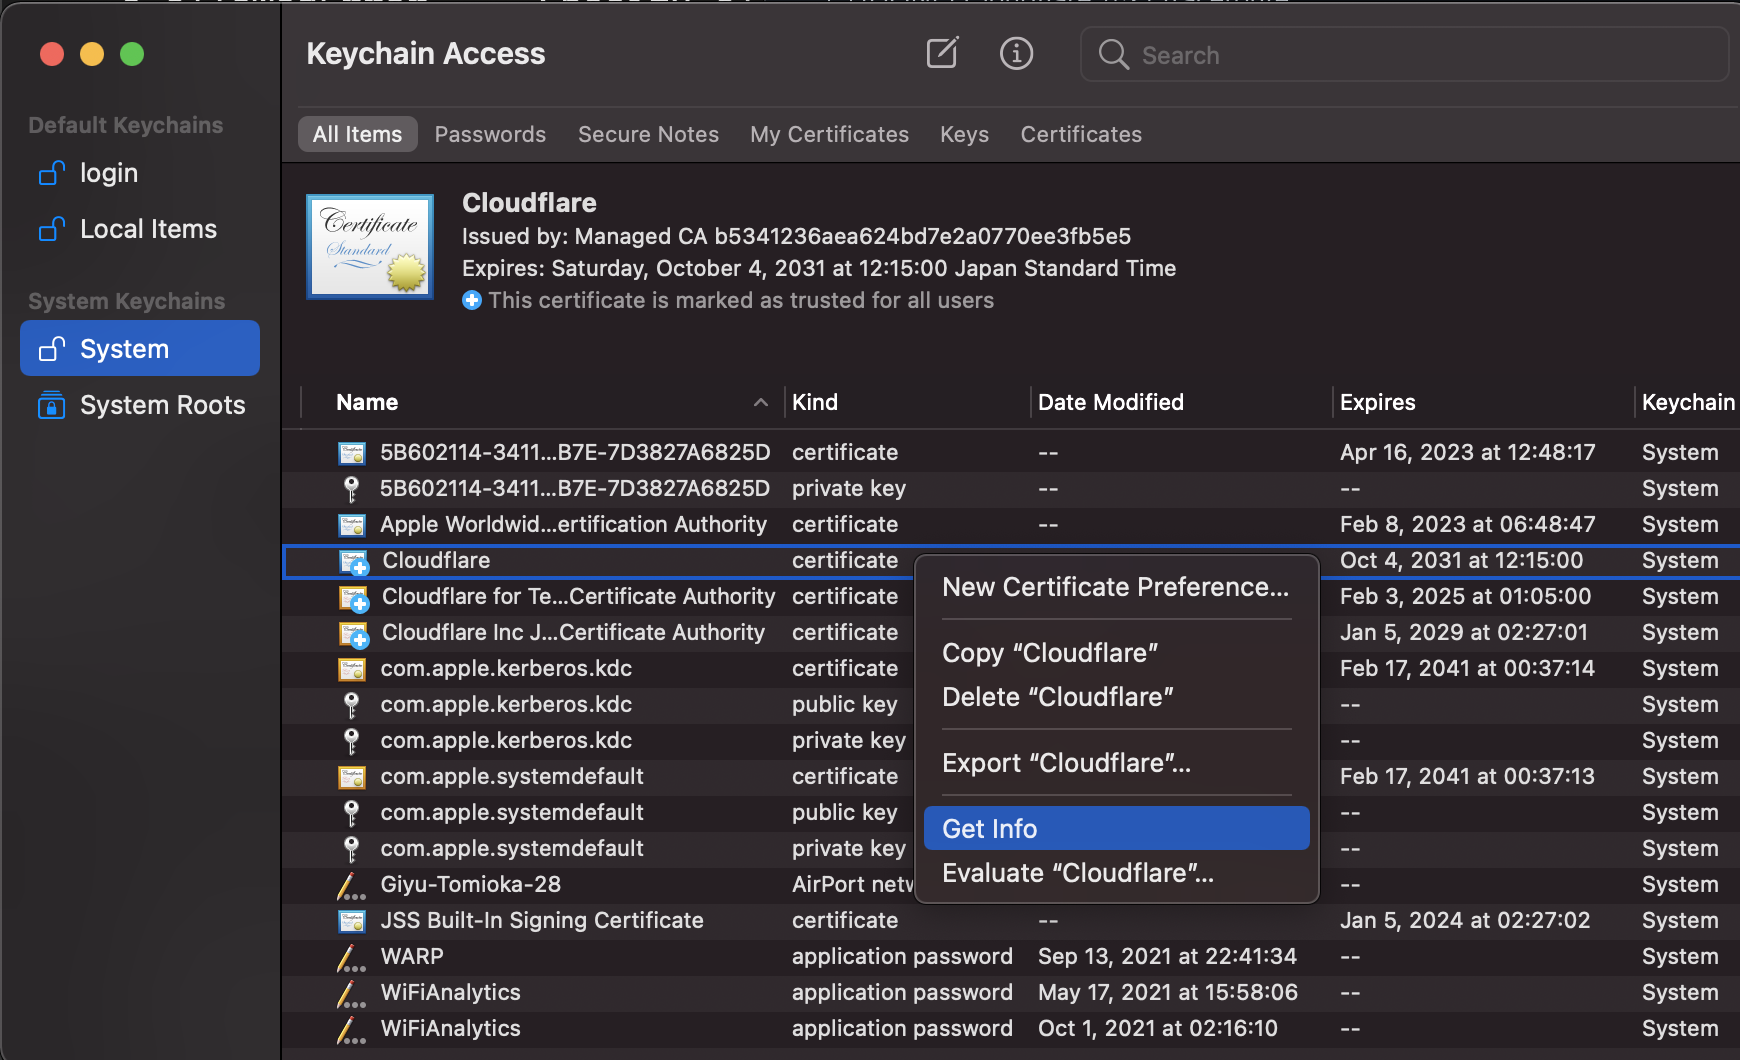 Keychain Access
Search
Default Keychains
login
Local Items
System Keychains
System
System Roots
All Items Passwords Secure Notes My Certificates Keys Certificates
Certificate
Standard
Cloudflare
Issued by: Managed CA b5341236aea624bd7e2a0770ee3fb5e5
Expires: Saturday, October 4, 2031 at 12:15:00 Japan Standard Time
This certificate is marked as trusted for all users
Name Kind Date Modified Expires Keychain
5B602114-3411...B7E-7D3827A6825D certificate -- Apr 16, 2023 at 12:48:17 System
5B602114-3411...B7E-7D3827A6825D private key -- -- System
Apple Worldwid...ertification Authority certificate -- Feb 8, 2023 at 06:48:47 System
Cloudflare certificate Oct 4, 2031 at 12:15:00 System
Cloudflare for Te...Certificate Authority certificate Feb 3, 2025 at 01:05:00 System
Cloudflare Inc J...Certificate Authority certificate Jan 5, 2029 at 02:27:01 System
com.apple.kerberos.kdc certificate Feb 17, 2041 at 00:37:14 System
com.apple.kerberos.kdc public key -- System
com.apple.kerberos.kdc private key -- System
com.apple.systemdefault certificate Feb 17, 2041 at 00:37:13 System
com.apple.systemdefault public key -- System
com.apple.systemdefault private key -- System
Giyu-Tomioka-28 AirPort netw -- System
JSS Built-In Signing Certificate certificate -- Jan 5, 2024 at 02:27:02 System
WARP application password Sep 13, 2021 at 22:41:34 -- System
WiFiAnalytics application password May 17, 2021 at 15:58:06 -- System
WiFiAnalytics application password Oct 1, 2021 at 02:16:10 -- System
New Certificate Preference...
Copy “Cloudflare”
Delete “Cloudflare”
Export “Cloudflare”...
Get Info
Evaluate “Cloudflare”...